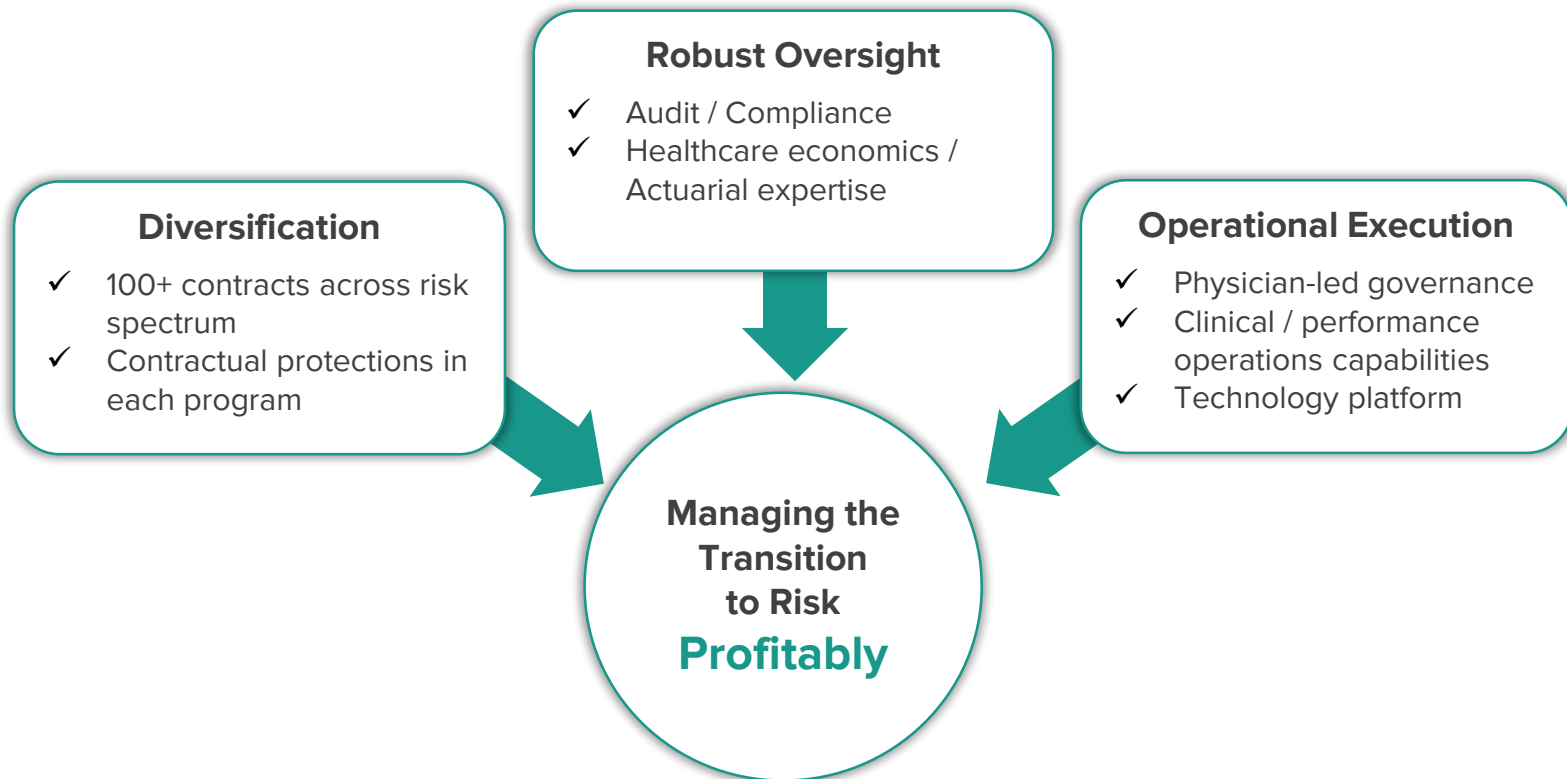 Robust Oversight
✓ Audit / Compliance
✓ Healthcare economics /
Actuarial expertise
Diversification
✓ 100+ contracts across risk
spectrum
✓ Contractual protections in
each program
Operational Execution
✓ Physician-led governance
✓ Clinical / performance
operations capabilities
✓ Technology platform
Managing the
Transition
to Risk
Profitably